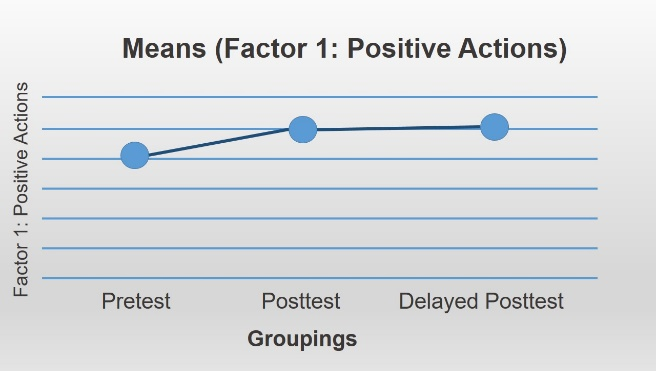 Means (Factor 1: Positive Actions)
Factor 1: Positive Actions
Pretest
Posttest
Delayed Posttest
Groupings